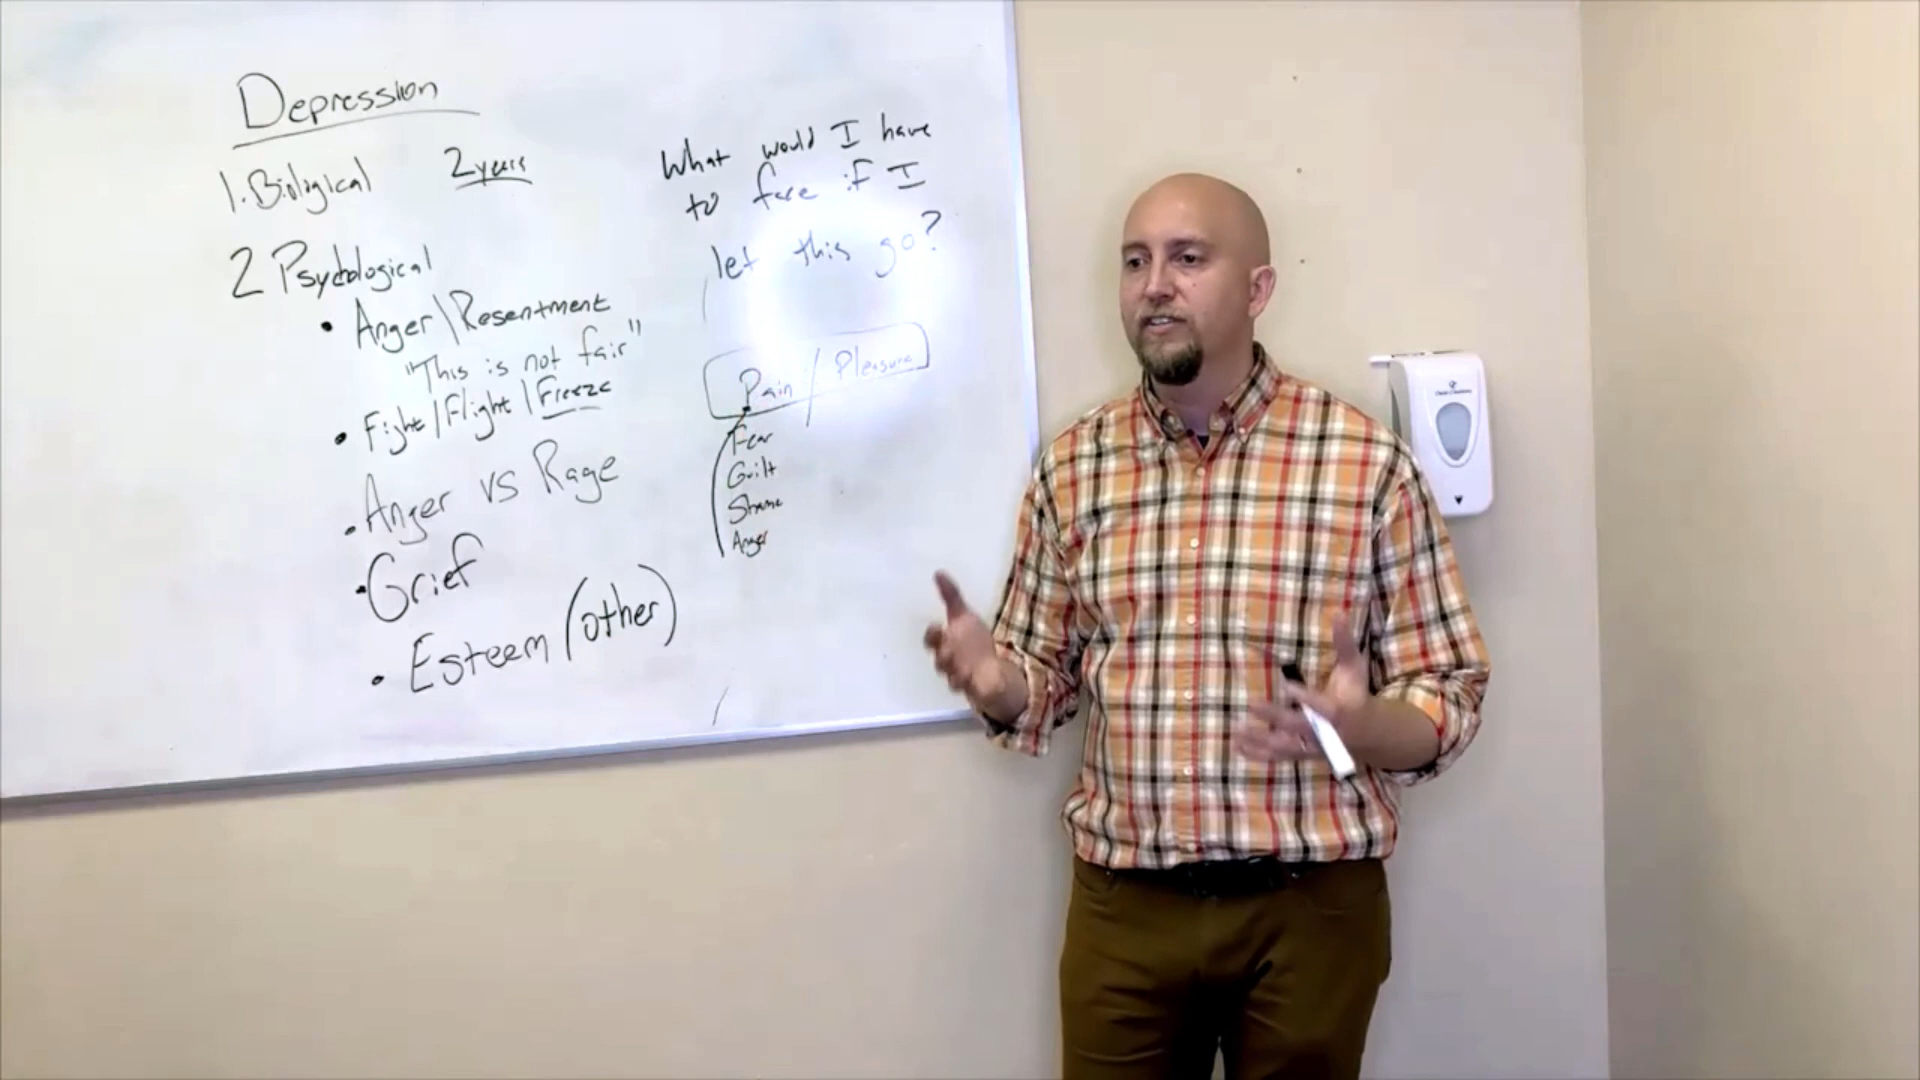 Depression
1. Biological 2 years
2 Psychological
• Anger\Resentment
"This is not fair"
• Fight/Flight/Freeze
• Anger vs Rage
• Grief
• Esteem (other)
What would I have
to face if I
let this go?
Pain / Pleasure
Fear
Guilt
Shame
Anger